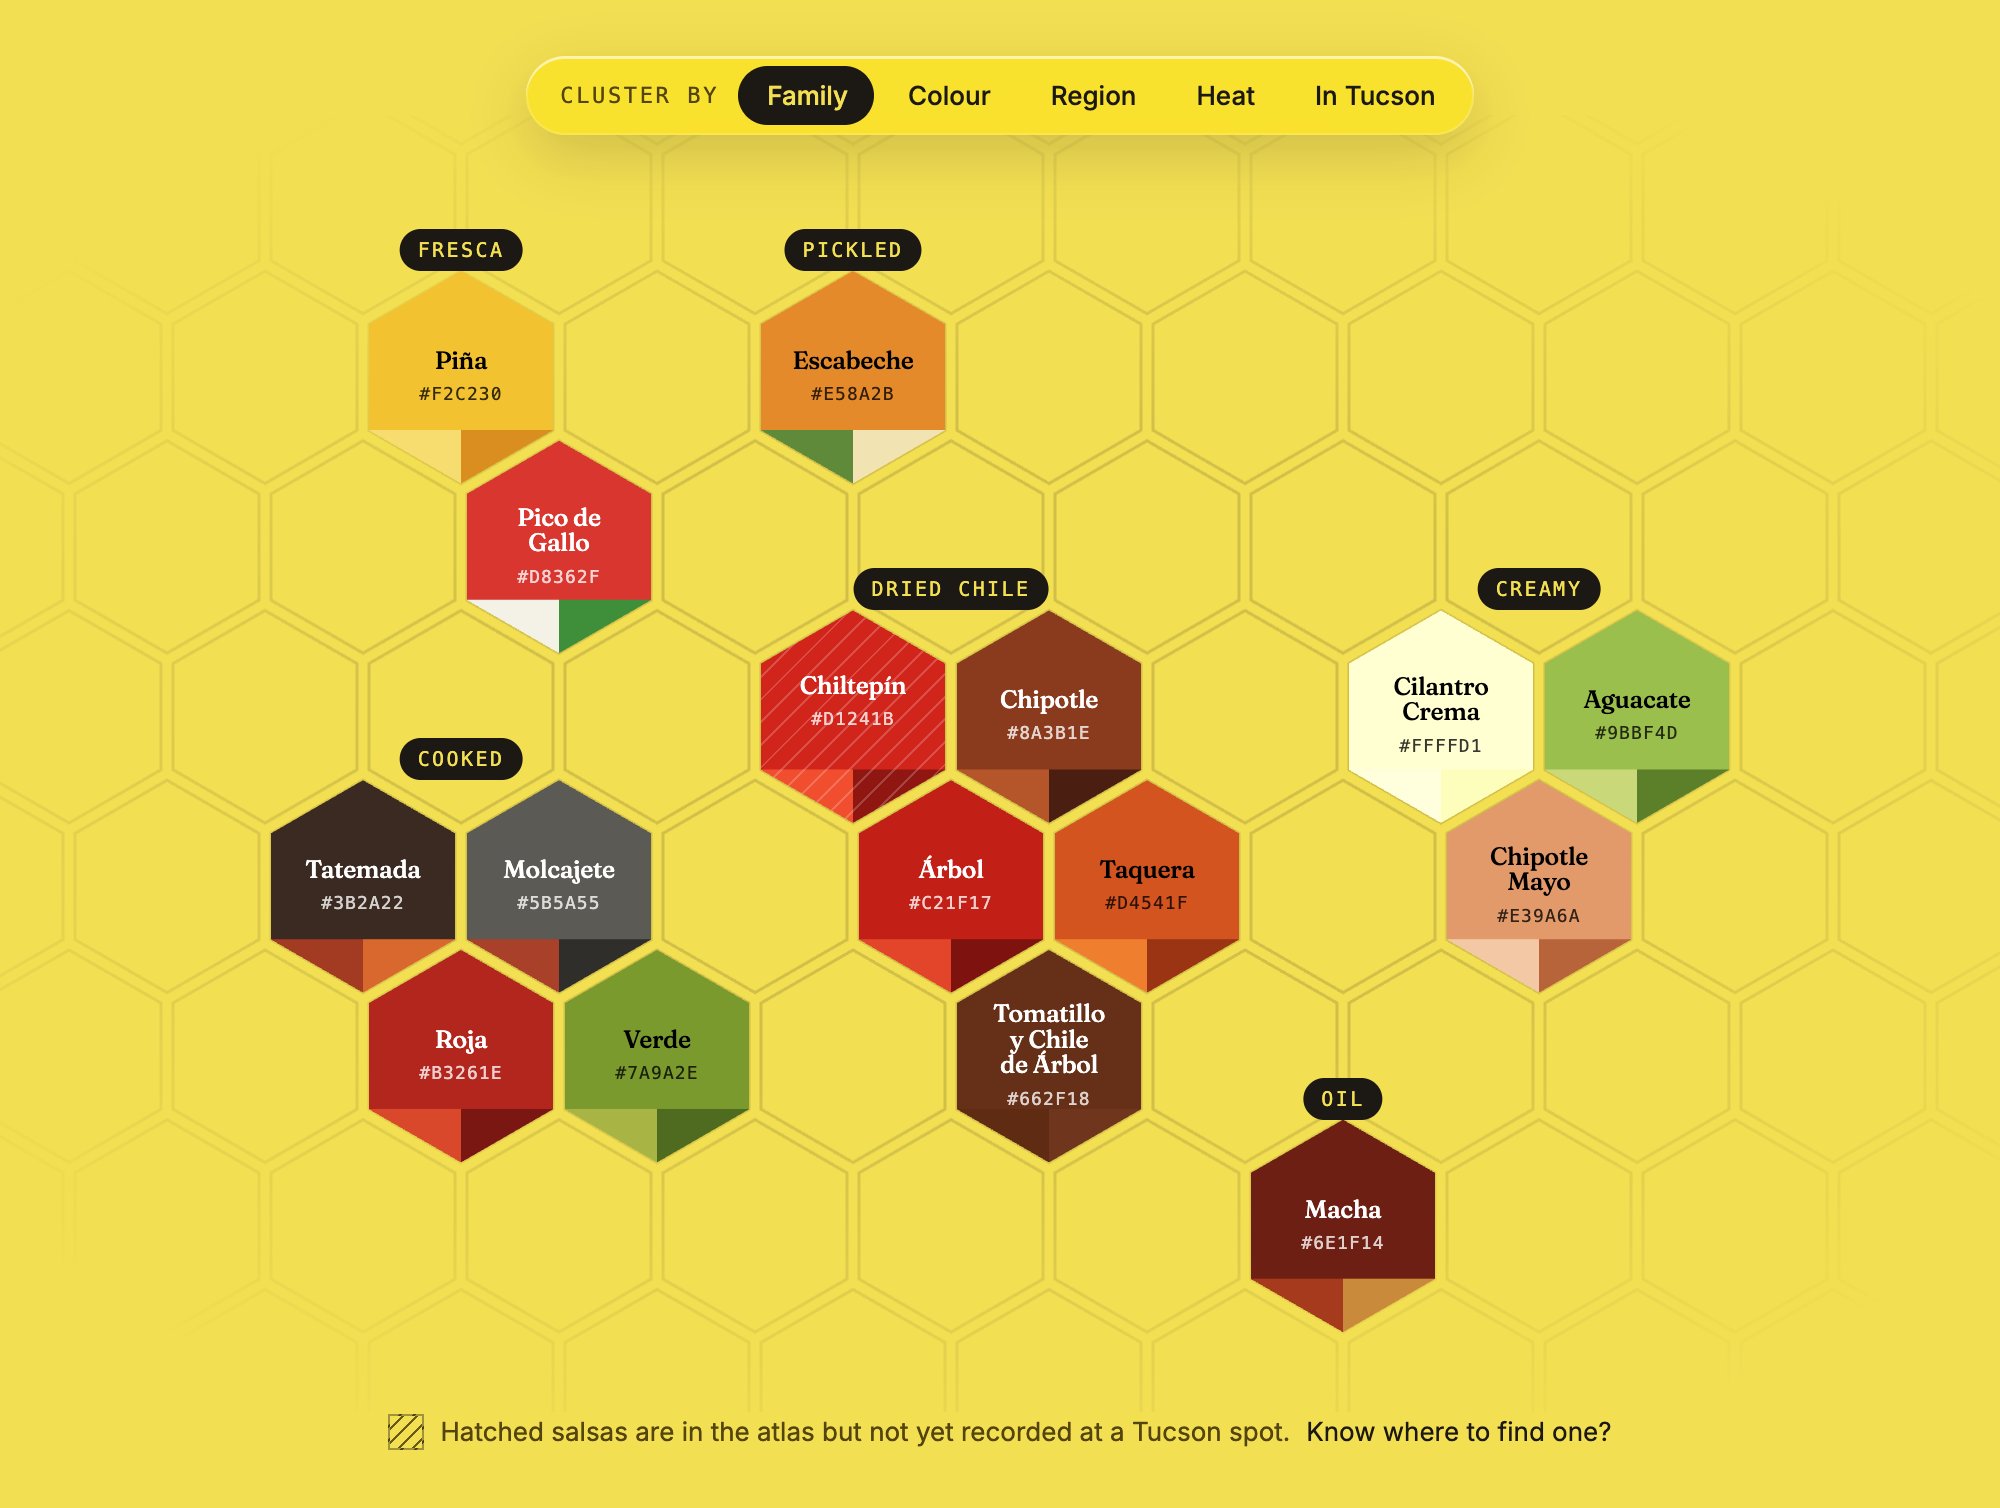 CLUSTER BY Family Colour Region Heat In Tucson
FRESCA
Piña
#F2C230
Pico de
Gallo
#D8362F
PICKLED
Escabeche
#E58A2B
DRIED CHILE
Chiltepín
#D1241B
Chipotle
#8A3B1E
Árbol
#C21F17
Taquera
#D4541F
Tomatillo
y Chile
de Árbol
#662F18
CREAMY
Cilantro
Crema
#FFFFD1
Aguacate
#9BBF4D
Chipotle
Mayo
#E39A6A
COOKED
Tatemada
#3B2A22
Molcajete
#5B5A55
Roja
#B3261E
Verde
#7A9A2E
OIL
Macha
#6E1F14
Hatched salsas are in the atlas but not yet recorded at a Tucson spot. Know where to find one?